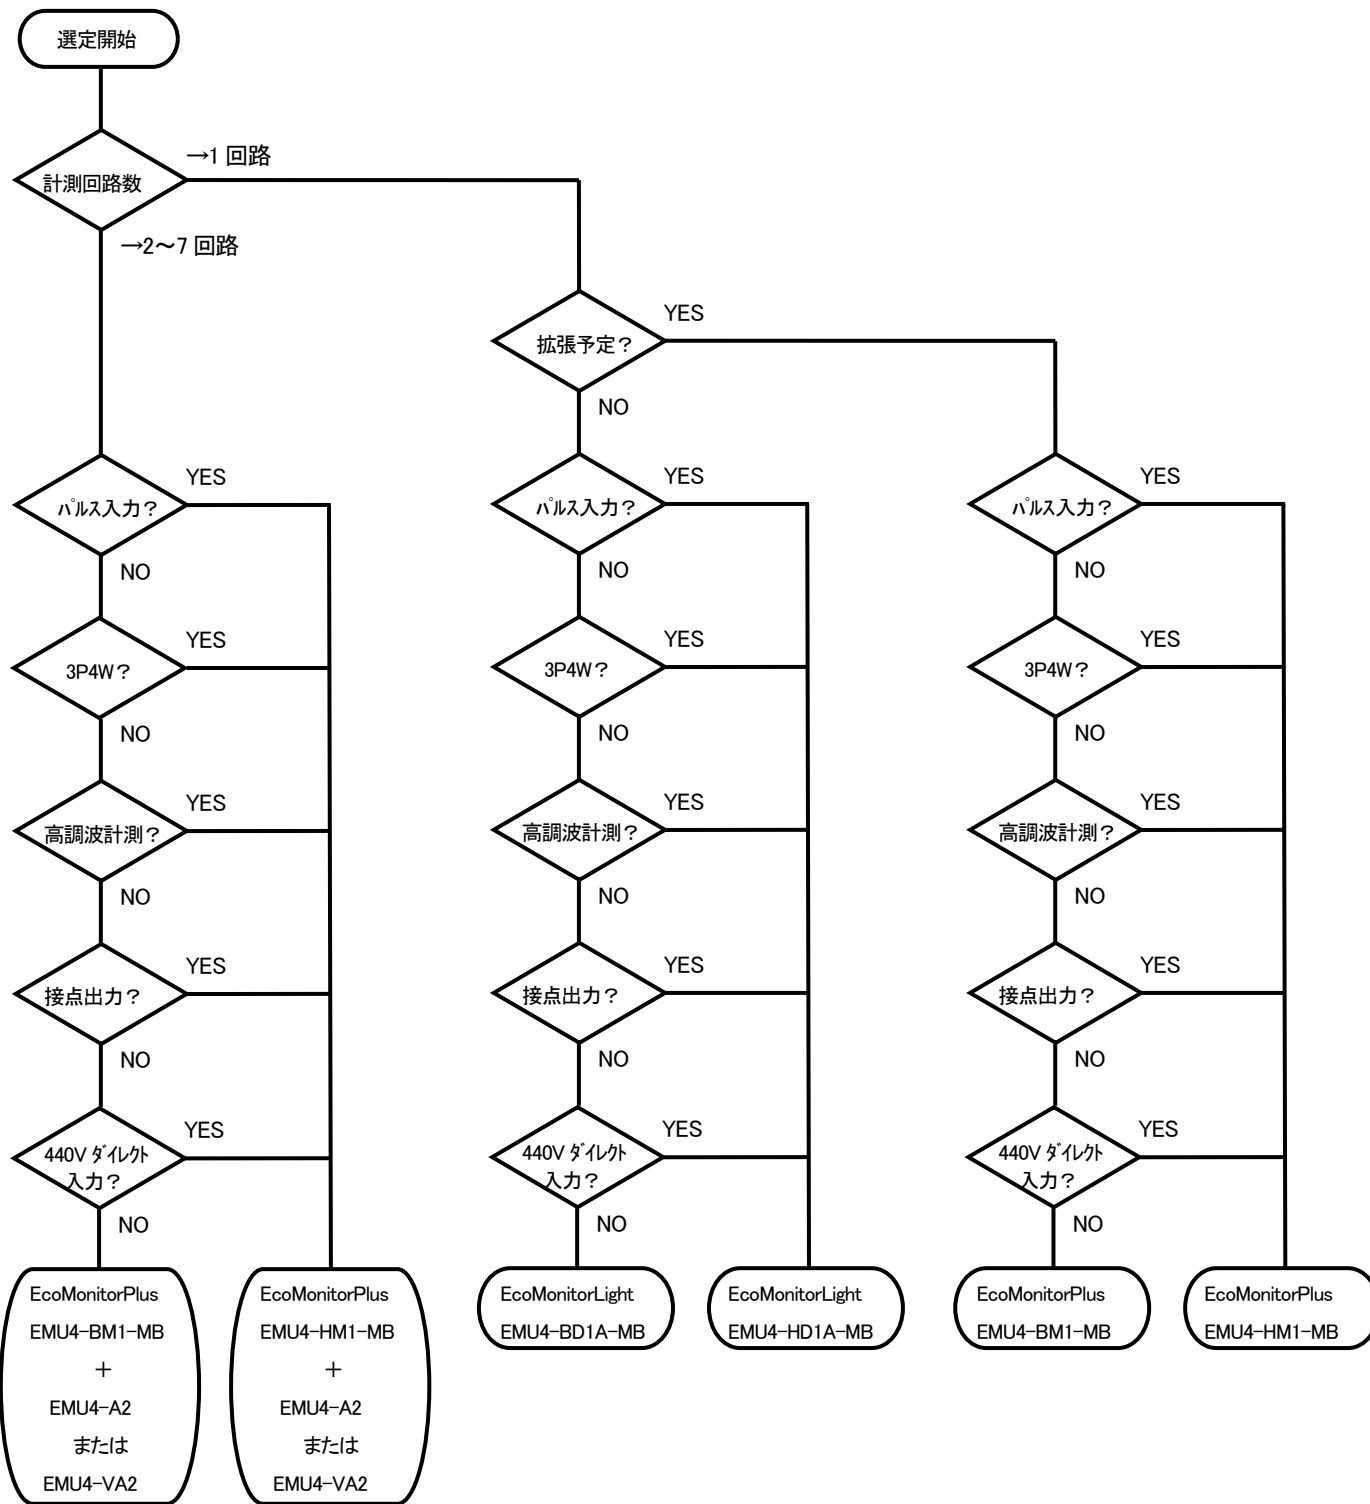 選定開始
計測回路数
→1 回路
→2～7 回路
拡張予定？
YES
NO
パルス入力？
YES
NO
3P4W？
YES
NO
高調波計測？
YES
NO
接点出力？
YES
NO
440V ダイレクト
入力？
YES
NO
パルス入力？
YES
NO
3P4W？
YES
NO
高調波計測？
YES
NO
接点出力？
YES
NO
440V ダイレクト
入力？
YES
NO
パルス入力？
YES
NO
3P4W？
YES
NO
高調波計測？
YES
NO
接点出力？
YES
NO
440V ダイレクト
入力？
YES
NO
EcoMonitorPlus
EMU4-BM1-MB
＋
EMU4-A2
または
EMU4-VA2
EcoMonitorPlus
EMU4-HM1-MB
＋
EMU4-A2
または
EMU4-VA2
EcoMonitorLight
EMU4-BD1A-MB
EcoMonitorLight
EMU4-HD1A-MB
EcoMonitorPlus
EMU4-BM1-MB
EcoMonitorPlus
EMU4-HM1-MB